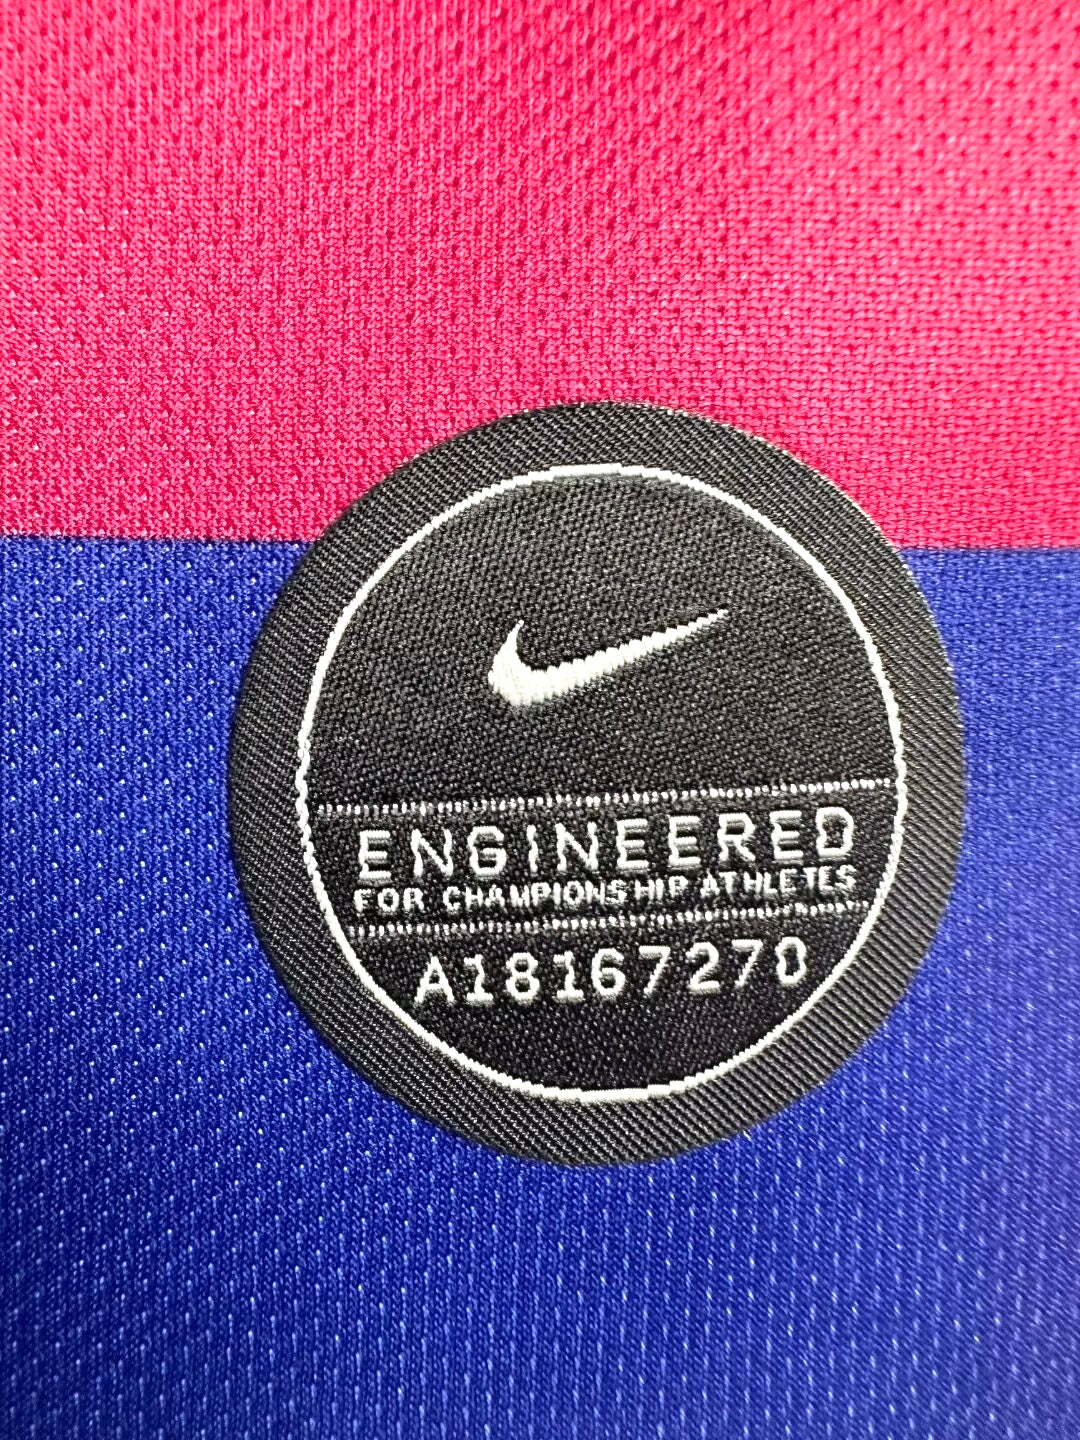 ENGINEERED
FOR CHAMPIONSHIP ATHLETES
A18167270